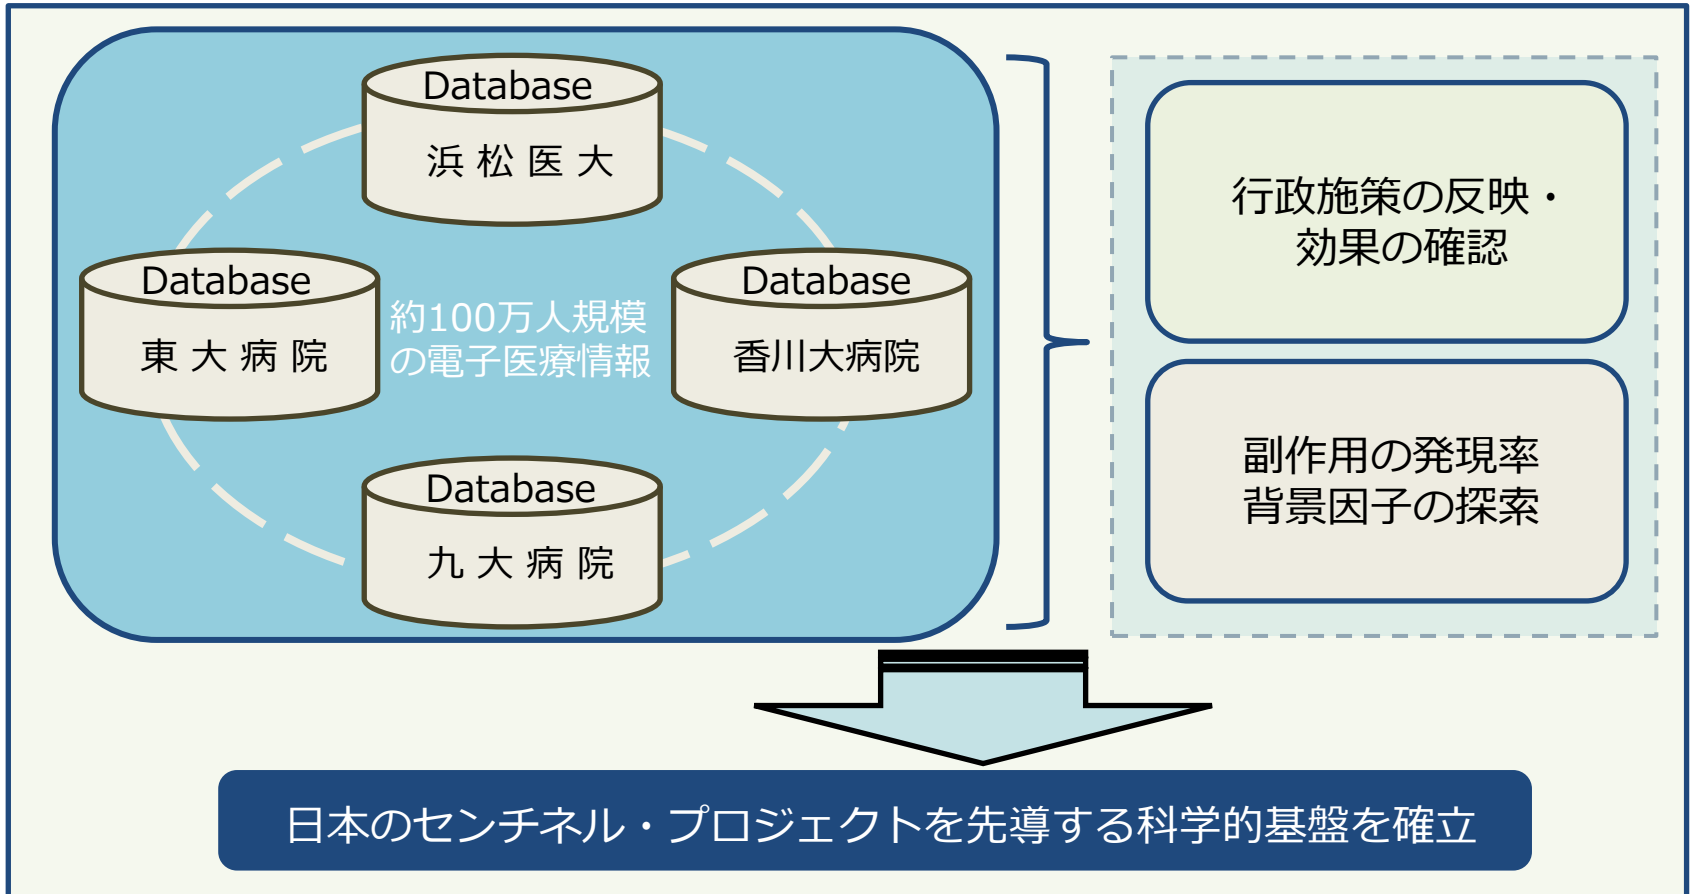 Database
浜 松 医 大
Database
東 大 病 院
約100万人規模
の電子医療情報
Database
香川大病院
Database
九 大 病 院
行政施策の反映・
効果の確認
副作用の発現率
背景因子の探索
日本のセンチネル・プロジェクトを先導する科学的基盤を確立